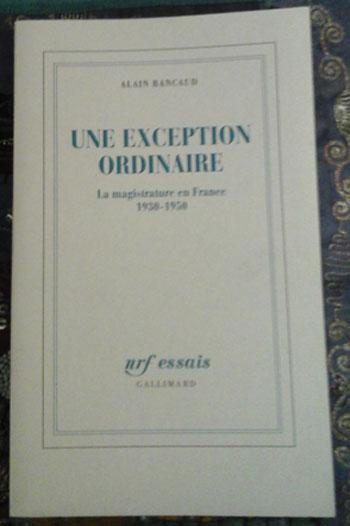 ALAIN BANCAUD
UNE EXCEPTION
ORDINAIRE
La magistrature en France
1930-1950
nrf essais
GALLIMARD